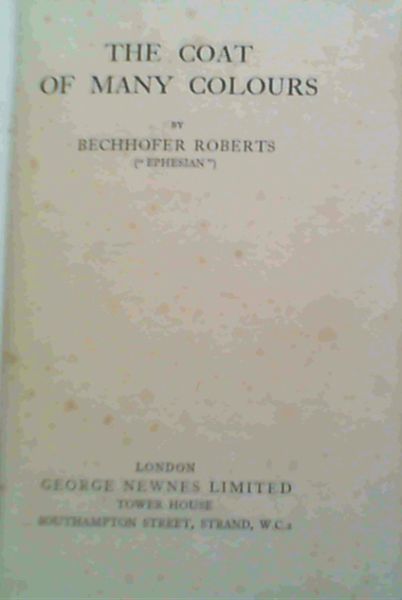 THE COAT
OF MANY COLOURS
BY
BECHHOFER ROBERTS
(" EPHESIAN ")
LONDON
GEORGE NEWNES LIMITED
TOWER HOUSE
SOUTHAMPTON STREET, STRAND, W.C.2